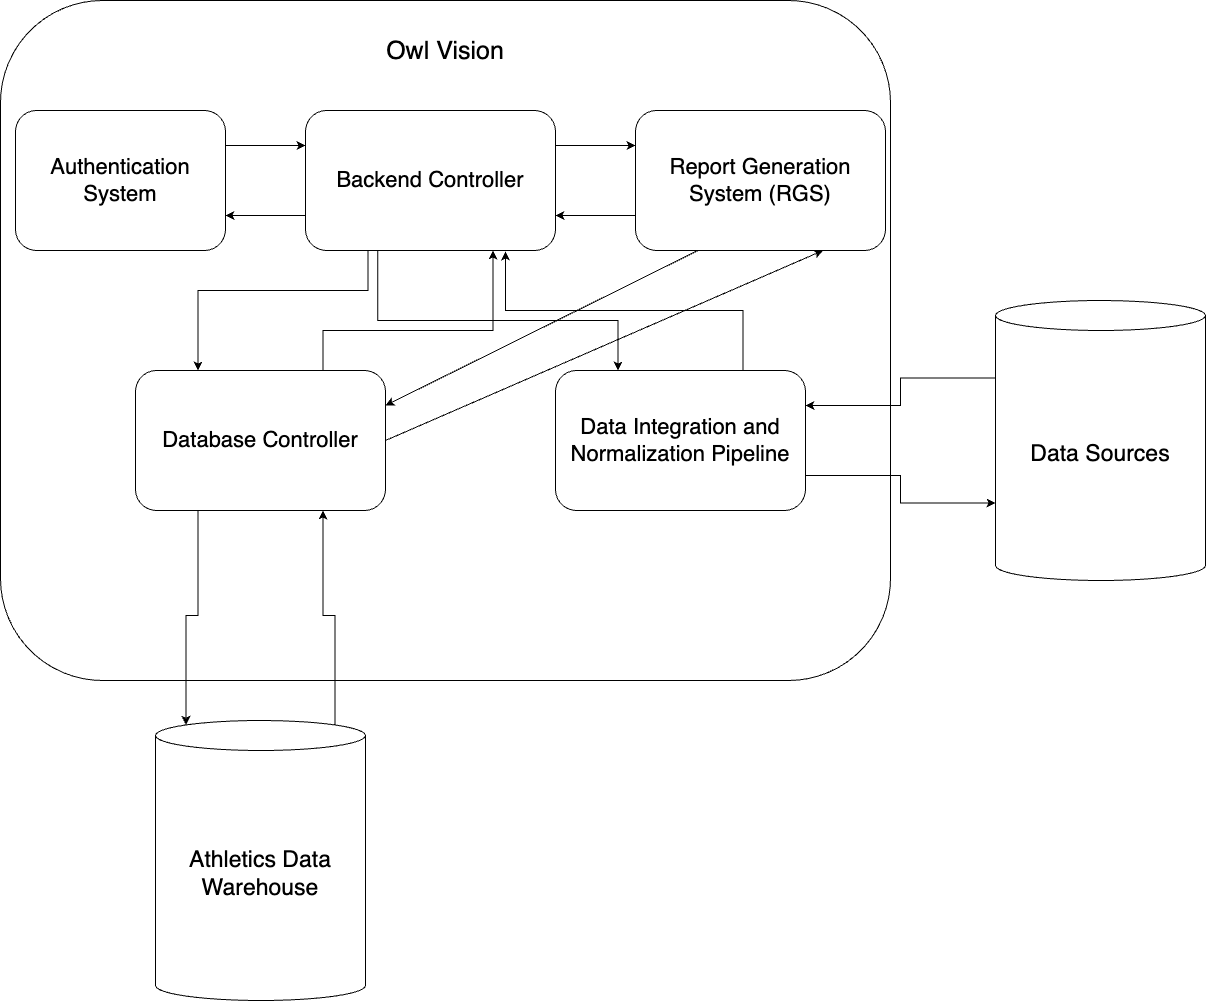 Owl Vision
Authentication
System
Backend Controller
Report Generation
System (RGS)
Database Controller
Data Integration and
Normalization Pipeline
Data Sources
Athletics Data
Warehouse